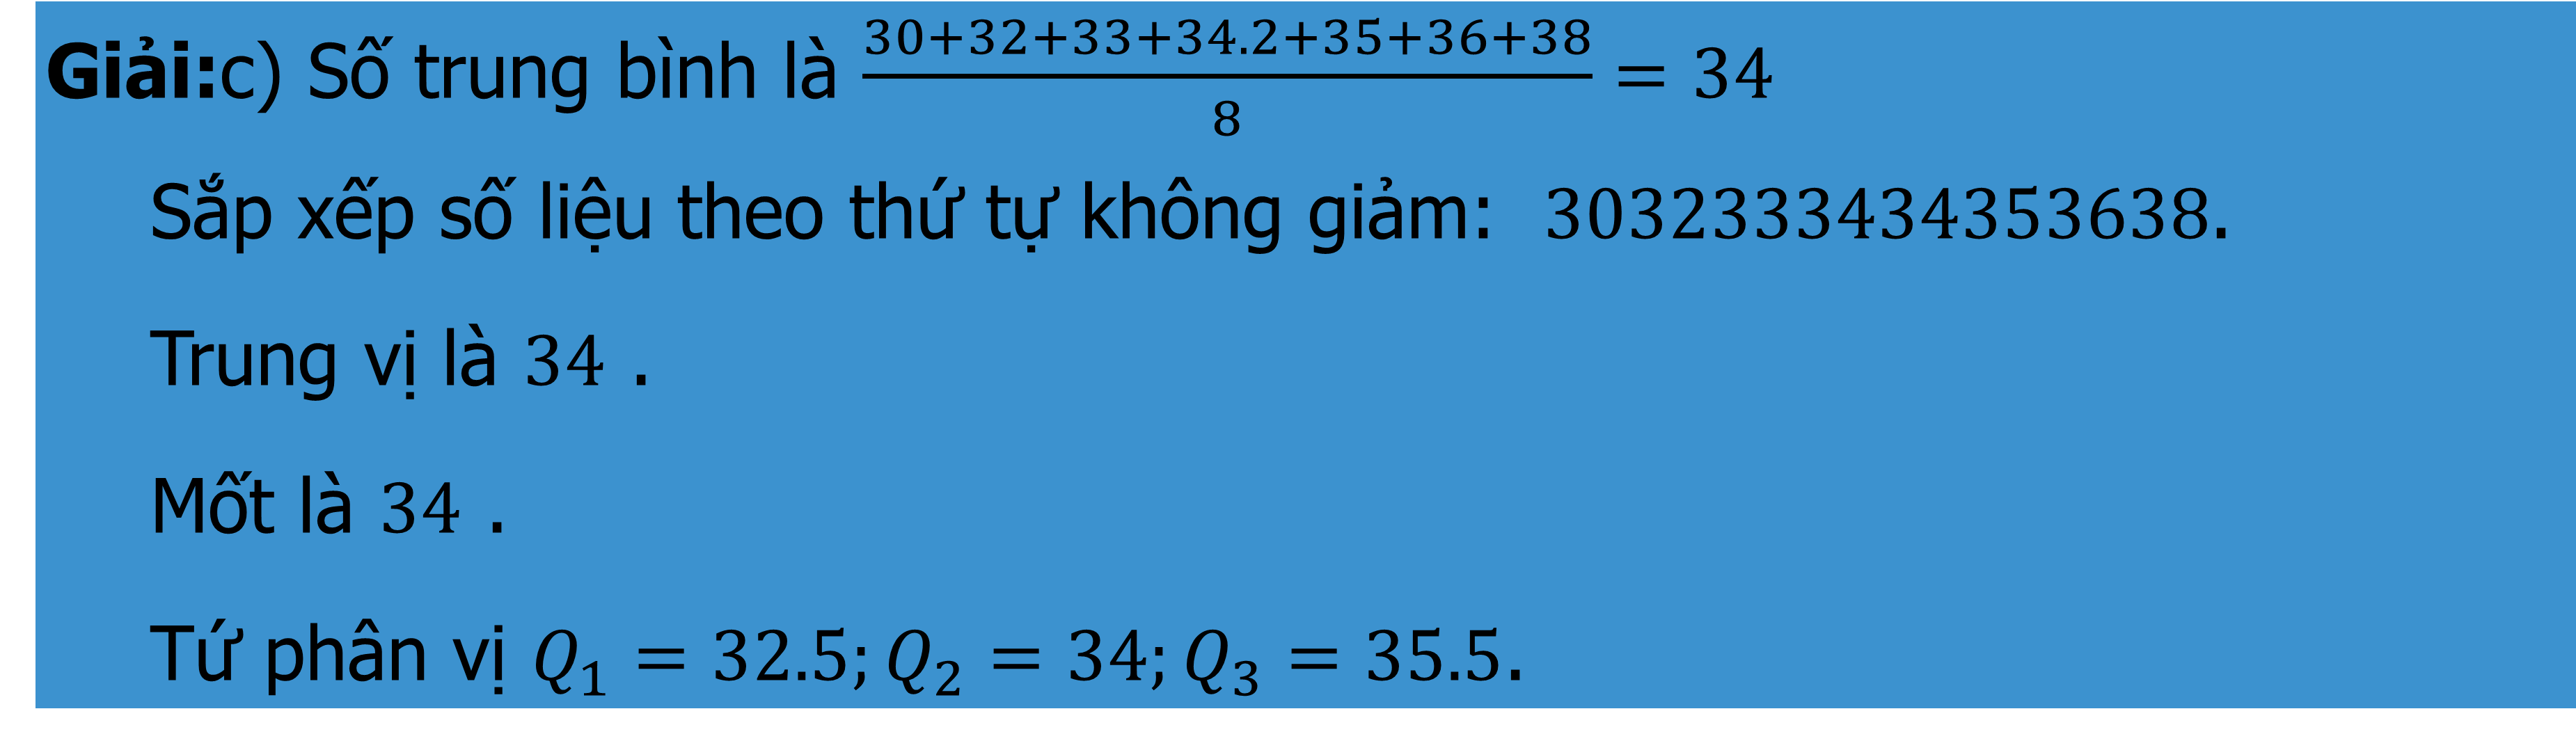 Giải:c) Số trung bình là \frac{30+32+33+34.2+35+36+38}{8} = 34
Sắp xếp số liệu theo thứ tự không giảm: 3032333434353638.
Trung vị là 34 .
Mốt là 34 .
Tứ phân vị Q₁ = 32.5; Q₂ = 34; Q₃ = 35.5.